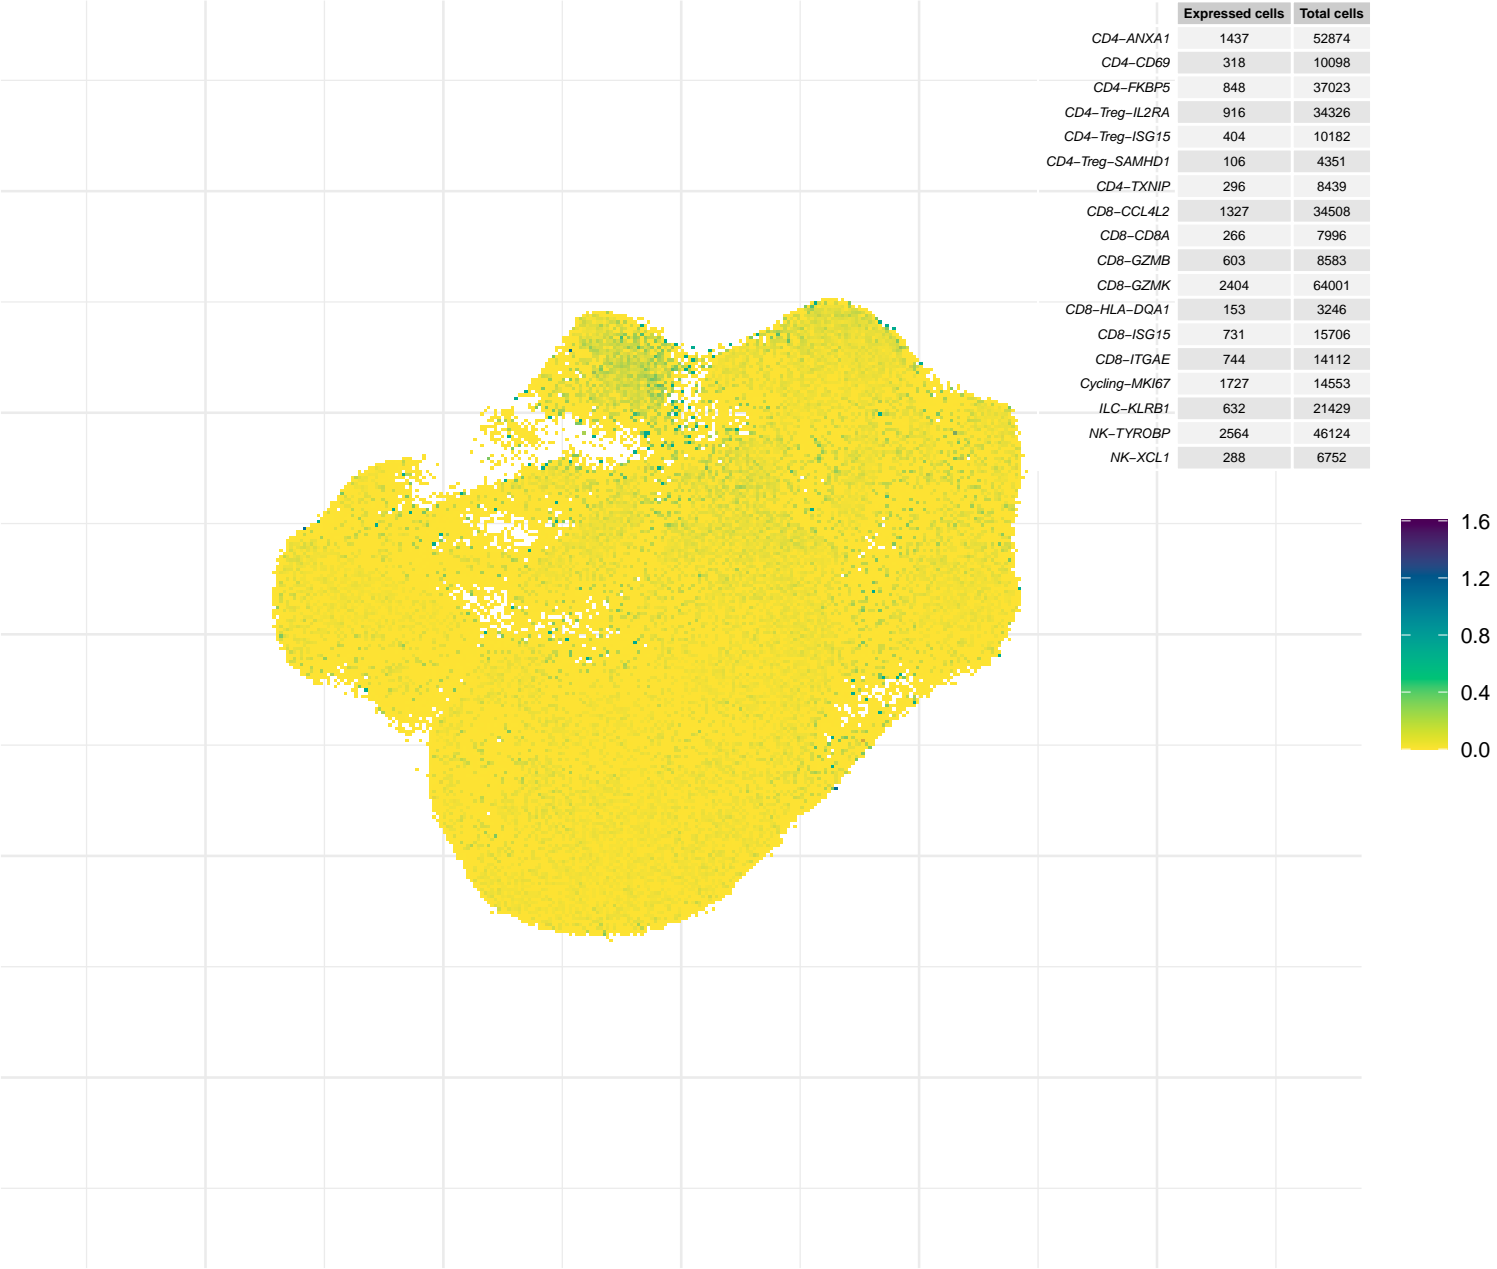 Expressed cells Total cells
CD4−ANXA1 1437 52874
CD4−CD69 318 10098
CD4−FKBP5 848 37023
CD4−Treg−IL2RA 916 34326
CD4−Treg−ISG15 404 10182
CD4−Treg−SAMHD1 106 4351
CD4−TXNIP 296 8439
CD8−CCL4L2 1327 34508
CD8−CD8A 266 7996
CD8−GZMB 603 8583
CD8−GZMK 2404 64001
CD8−HLA−DQA1 153 3246
CD8−ISG15 731 15706
CD8−ITGAE 744 14112
Cycling−MKI67 1727 14553
ILC−KLRB1 632 21429
NK−TYROBP 2564 46124
NK−XCL1 288 6752
1.6
1.2
0.8
0.4
0.0